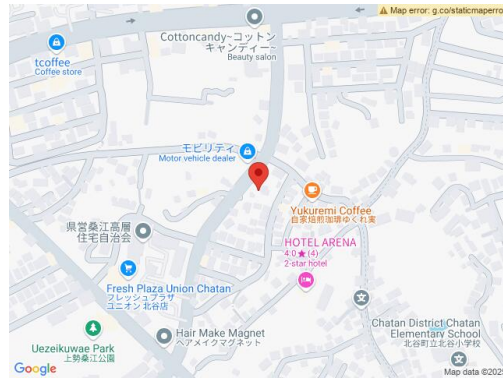 Map error: g.co/staticmaperro
Cottoncandy~コットン
キャンディー~
Beauty salon
tcoffee
Coffee store
モビリティ
Motor vehicle dealer
Yukuremi Coffee
自家焙煎珈琲ゆくれ実
県営桑江高層
住宅自治会
HOTEL ARENA
4.0★(4)
2-star hotel
Fresh Plaza Union Chatan
フレッシュプラザ
ユニオン 北谷店
Hair Make Magnet
ヘアメイクマグネット
Chatan District Chatan
Elementary School
北谷町立北谷小学校
Uezeikuwae Park
上勢桑江公園
Google
Map data ©202